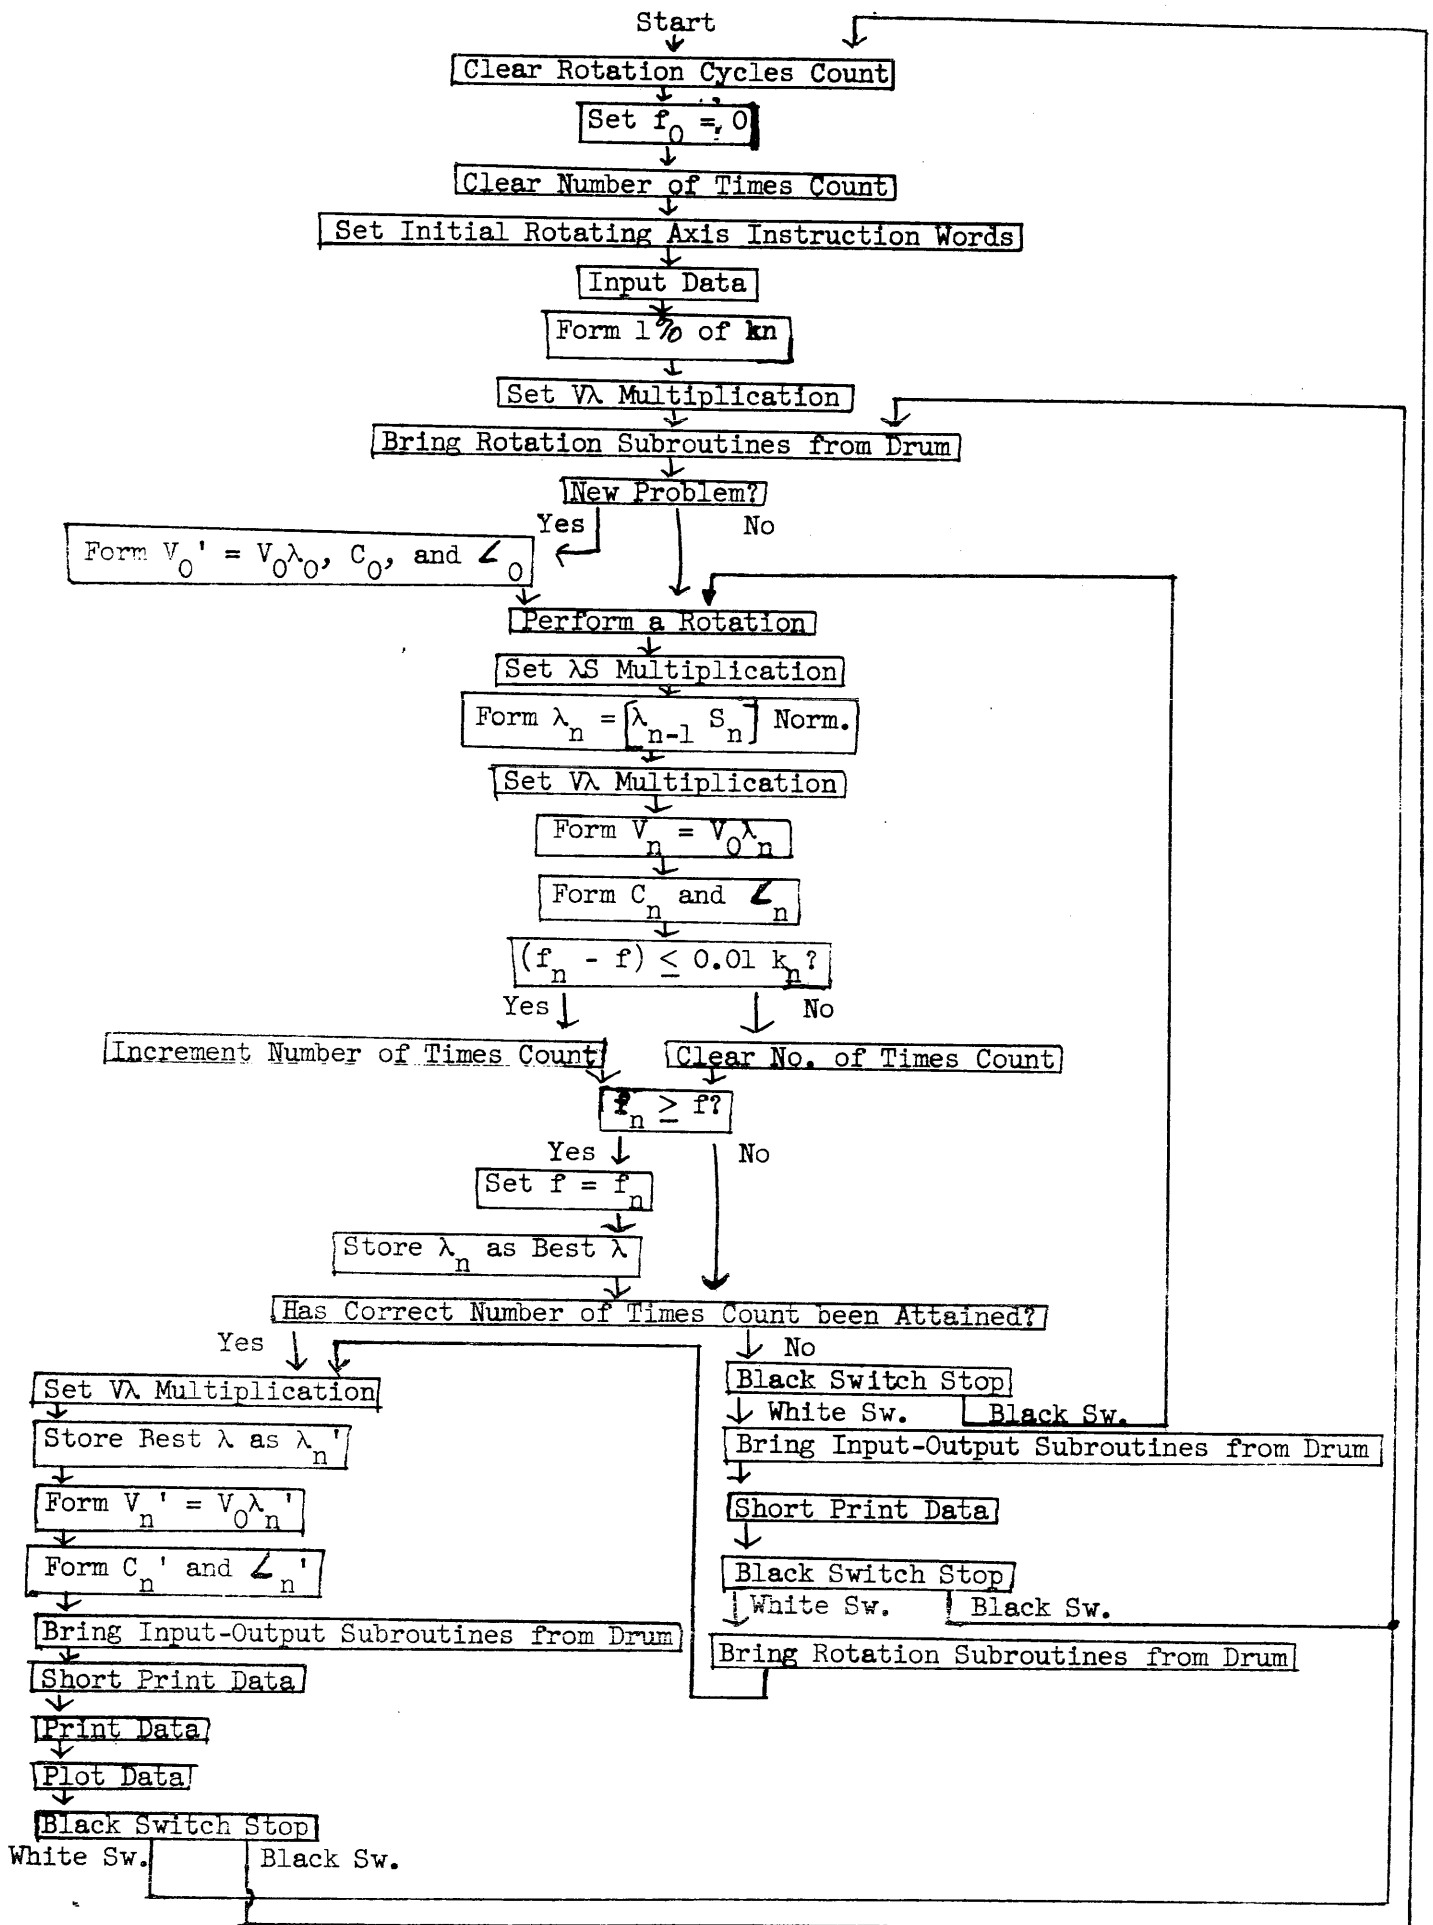 Start
Clear Rotation Cycles Count
Set f₀ = 0
Clear Number of Times Count
Set Initial Rotating Axis Instruction Words
Input Data
Form 1% of kn
Set Vλ Multiplication
Bring Rotation Subroutines from Drum
New Problem?
Yes
No
Form V₀' = V₀λ₀, C₀, and ∠₀
Perform a Rotation
Set λS Multiplication
Form λₙ = [λₙ₋₁ Sₙ] Norm.
Set Vλ Multiplication
Form Vₙ = V₀λₙ
Form Cₙ and ∠ₙ
(fₙ - f) ≤ 0.01 kₙ?
Yes
No
Increment Number of Times Count
Clear No. of Times Count
fₙ ≥ f?
Yes
No
Set f = fₙ
Store λₙ as Best λ
Has Correct Number of Times Count been Attained?
Yes
No
Set Vλ Multiplication
Store Best λ as λₙ'
Form Vₙ' = V₀λₙ'
Form Cₙ' and ∠ₙ'
Bring Input-Output Subroutines from Drum
Short Print Data
Print Data
Plot Data
Black Switch Stop
White Sw.
Black Sw.
Black Switch Stop
White Sw.
Black Sw.
Bring Input-Output Subroutines from Drum
Short Print Data
Black Switch Stop
White Sw.
Black Sw.
Bring Rotation Subroutines from Drum